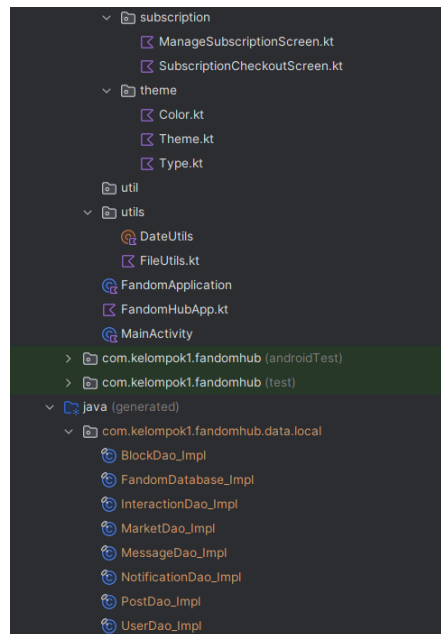 subscription
ManageSubscriptionScreen.kt
SubscriptionCheckoutScreen.kt
theme
Color.kt
Theme.kt
Type.kt
util
utils
DateUtils
FileUtils.kt
FandomApplication
FandomHubApp.kt
MainActivity
com.kelompok1.fandomhub (androidTest)
com.kelompok1.fandomhub (test)
java (generated)
com.kelompok1.fandomhub.data.local
BlockDao_Impl
FandomDatabase_Impl
InteractionDao_Impl
MarketDao_Impl
MessageDao_Impl
NotificationDao_Impl
PostDao_Impl
UserDao_Impl